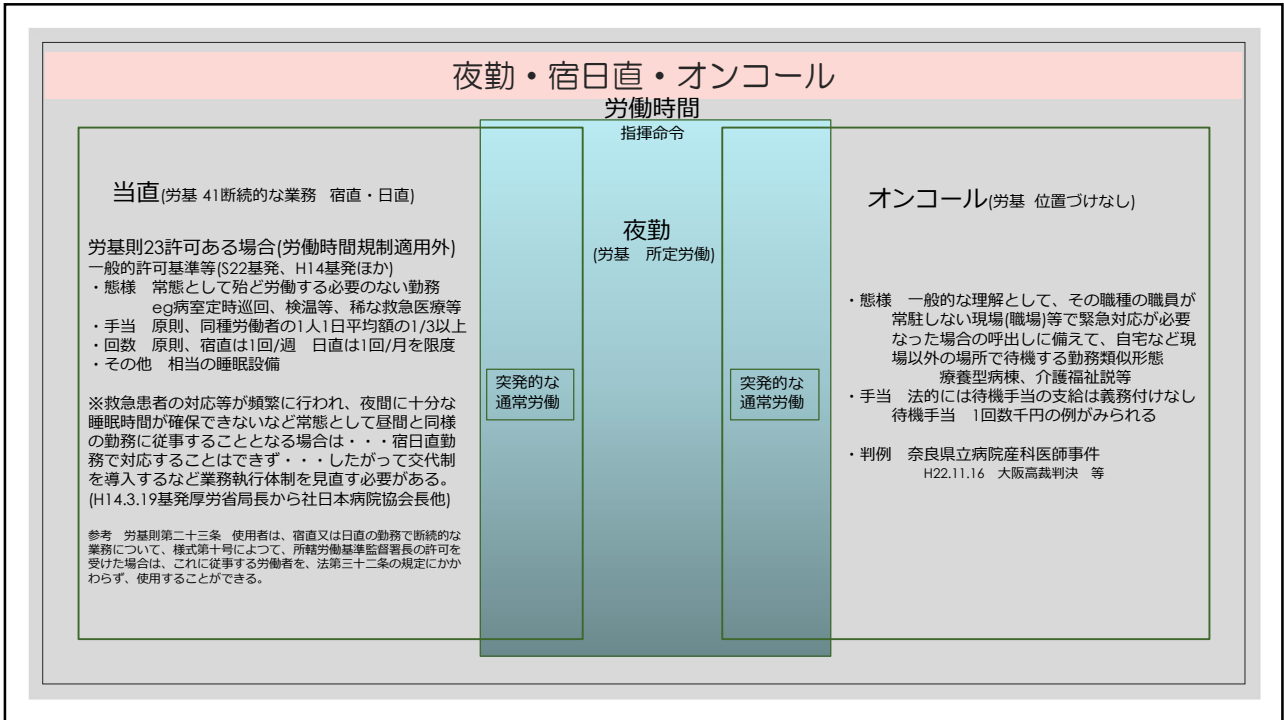 夜勤・宿日直・オンコール
労働時間
指揮命令
当直(労基 41断続的な業務　宿直・日直)
労基則23許可ある場合(労働時間規制適用外)
一般的許可基準等(S22基発、H14基発ほか)
・態様　常態として殆ど労働する必要のない勤務
eg病室定時巡回、検温等、稀な救急医療等
・手当　原則、同種労働者の1人1日平均額の1/3以上
・回数　原則、宿直は1回/週　日直は1回/月を限度
・その他　相当の睡眠設備
※救急患者の対応等が頻繁に行われ、夜間に十分な
睡眠時間が確保できないなど常態として昼間と同様
の勤務に従事することとなる場合は・・・宿日直勤
務で対応することはできず・・・したがって交代制
を導入するなど業務執行体制を見直す必要がある。
(H14.3.19基発厚労省局長から社日本病院協会長他)
参考　労基則第二十三条　使用者は、宿直又は日直の勤務で断続的な
業務について、様式第十号によつて、所轄労働基準監督署長の許可を
受けた場合は、これに従事する労働者を、法第三十二条の規定にかか
わらず、使用することができる。
突発的な
通常労働
夜勤
(労基　所定労働)
突発的な
通常労働
オンコール(労基 位置づけなし)
・態様　一般的な理解として、その職種の職員が
常駐しない現場(職場)等で緊急対応が必要
なった場合の呼出しに備えて、自宅など現
場以外の場所で待機する勤務類似形態
療養型病棟、介護福祉説等
・手当　法的には待機手当の支給は義務付けなし
待機手当　1回数千円の例がみられる
・判例　奈良県立病院産科医師事件
H22.11.16　大阪高裁判決　等